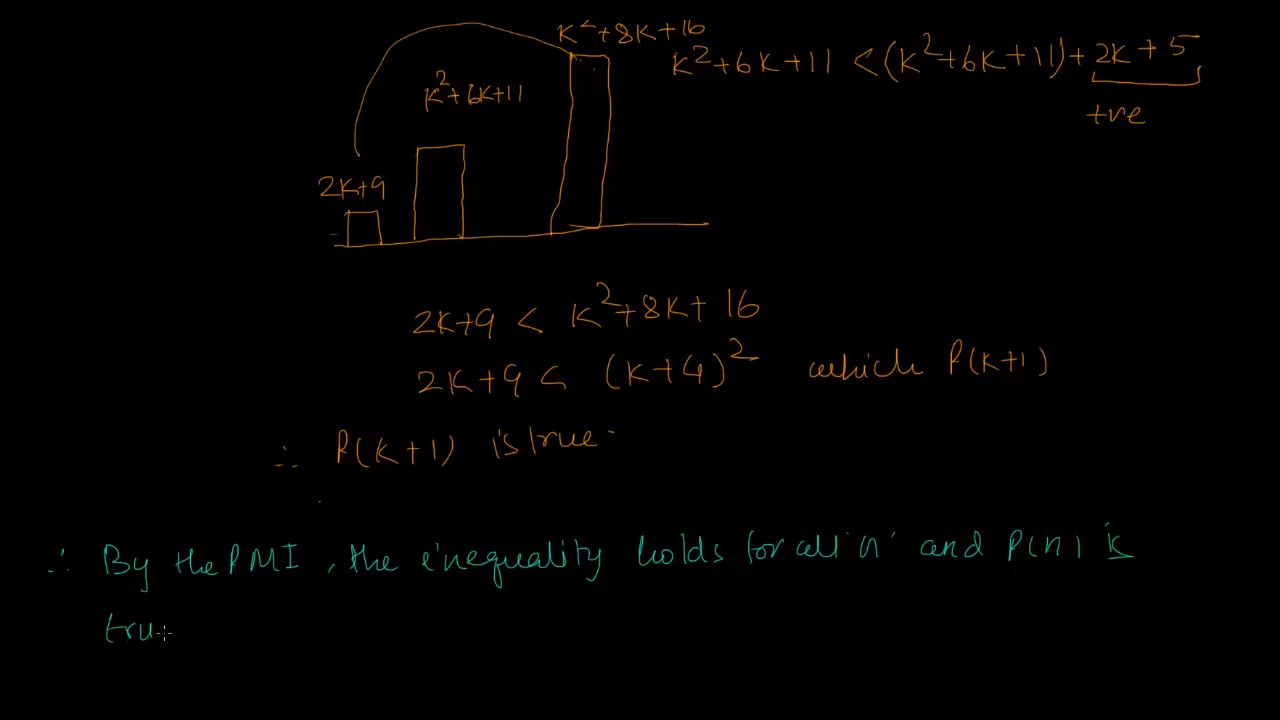 K²+8K+16
K²+6K+11 < (K²+6K+11)+2K+5
K²+6K+11
+ve
2K+9
2K+9 < K²+8K+16
2K+9 < (K+4)² which P(K+1)
∴ P(K+1) is true.
∴ By the PMI, the inequality holds for all 'n' and P(n) is
tru